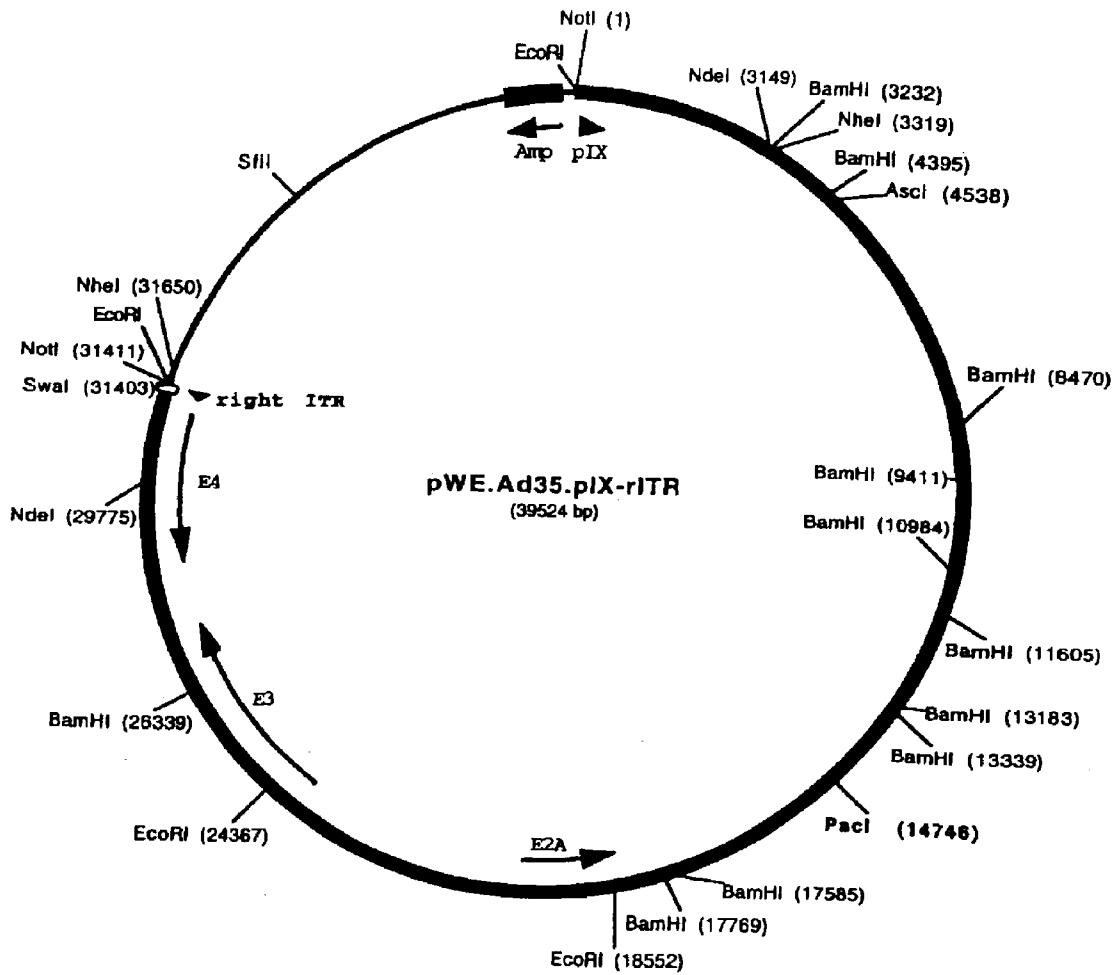 NotI (1)
EcoRI
NdeI (3149)
BamHI (3232)
NheI (3319)
BamHI (4395)
AscI (4538)
Amp pIX
SfiI
NheI (31650)
EcoRI
NotI (31411)
SwaI (31403)
right ITR
BamHI (8470)
E4
pWE.Ad35.pIX-rITR
(39524 bp)
BamHI (9411)
NdeI (29775)
BamHI (10984)
BamHI (11605)
E3
BamHI (26339)
BamHI (13183)
BamHI (13339)
EcoRI (24367)
PacI (14746)
E2A
BamHI (17585)
BamHI (17769)
EcoRI (18552)